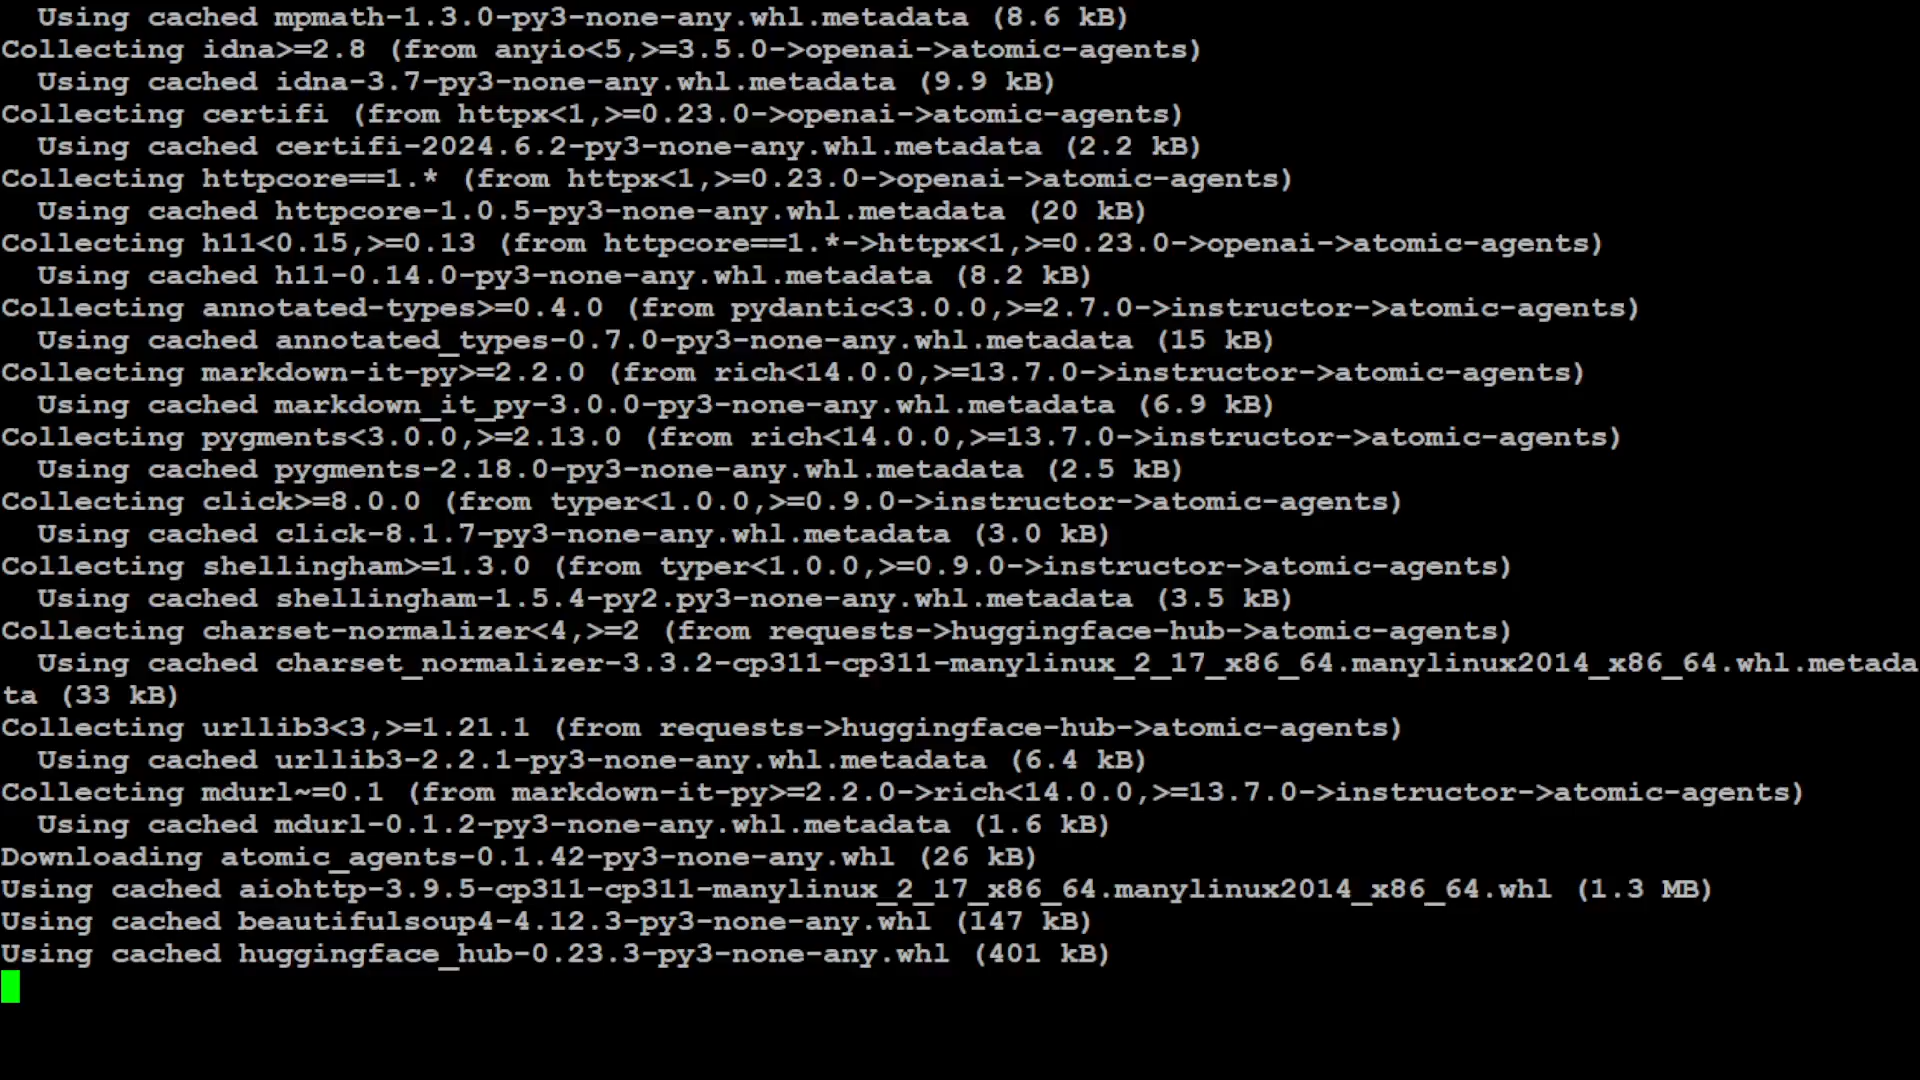 Using cached mpmath-1.3.0-py3-none-any.whl.metadata (8.6 kB)
Collecting idna>=2.8 (from anyio<5,>=3.5.0->openai->atomic-agents)
  Using cached idna-3.7-py3-none-any.whl.metadata (9.9 kB)
Collecting certifi (from httpx<1,>=0.23.0->openai->atomic-agents)
  Using cached certifi-2024.6.2-py3-none-any.whl.metadata (2.2 kB)
Collecting httpcore==1.* (from httpx<1,>=0.23.0->openai->atomic-agents)
  Using cached httpcore-1.0.5-py3-none-any.whl.metadata (20 kB)
Collecting h11<0.15,>=0.13 (from httpcore==1.*->httpx<1,>=0.23.0->openai->atomic-agents)
  Using cached h11-0.14.0-py3-none-any.whl.metadata (8.2 kB)
Collecting annotated-types>=0.4.0 (from pydantic<3.0.0,>=2.7.0->instructor->atomic-agents)
  Using cached annotated_types-0.7.0-py3-none-any.whl.metadata (15 kB)
Collecting markdown-it-py>=2.2.0 (from rich<14.0.0,>=13.7.0->instructor->atomic-agents)
  Using cached markdown_it_py-3.0.0-py3-none-any.whl.metadata (6.9 kB)
Collecting pygments<3.0.0,>=2.13.0 (from rich<14.0.0,>=13.7.0->instructor->atomic-agents)
  Using cached pygments-2.18.0-py3-none-any.whl.metadata (2.5 kB)
Collecting click>=8.0.0 (from typer<1.0.0,>=0.9.0->instructor->atomic-agents)
  Using cached click-8.1.7-py3-none-any.whl.metadata (3.0 kB)
Collecting shellingham>=1.3.0 (from typer<1.0.0,>=0.9.0->instructor->atomic-agents)
  Using cached shellingham-1.5.4-py2.py3-none-any.whl.metadata (3.5 kB)
Collecting charset-normalizer<4,>=2 (from requests->huggingface-hub->atomic-agents)
  Using cached charset_normalizer-3.3.2-cp311-cp311-manylinux_2_17_x86_64.manylinux2014_x86_64.whl.metada
ta (33 kB)
Collecting urllib3<3,>=1.21.1 (from requests->huggingface-hub->atomic-agents)
  Using cached urllib3-2.2.1-py3-none-any.whl.metadata (6.4 kB)
Collecting mdurl~=0.1 (from markdown-it-py>=2.2.0->rich<14.0.0,>=13.7.0->instructor->atomic-agents)
  Using cached mdurl-0.1.2-py3-none-any.whl.metadata (1.6 kB)
Downloading atomic_agents-0.1.42-py3-none-any.whl (26 kB)
Using cached aiohttp-3.9.5-cp311-cp311-manylinux_2_17_x86_64.manylinux2014_x86_64.whl (1.3 MB)
Using cached beautifulsoup4-4.12.3-py3-none-any.whl (147 kB)
Using cached huggingface_hub-0.23.3-py3-none-any.whl (401 kB)